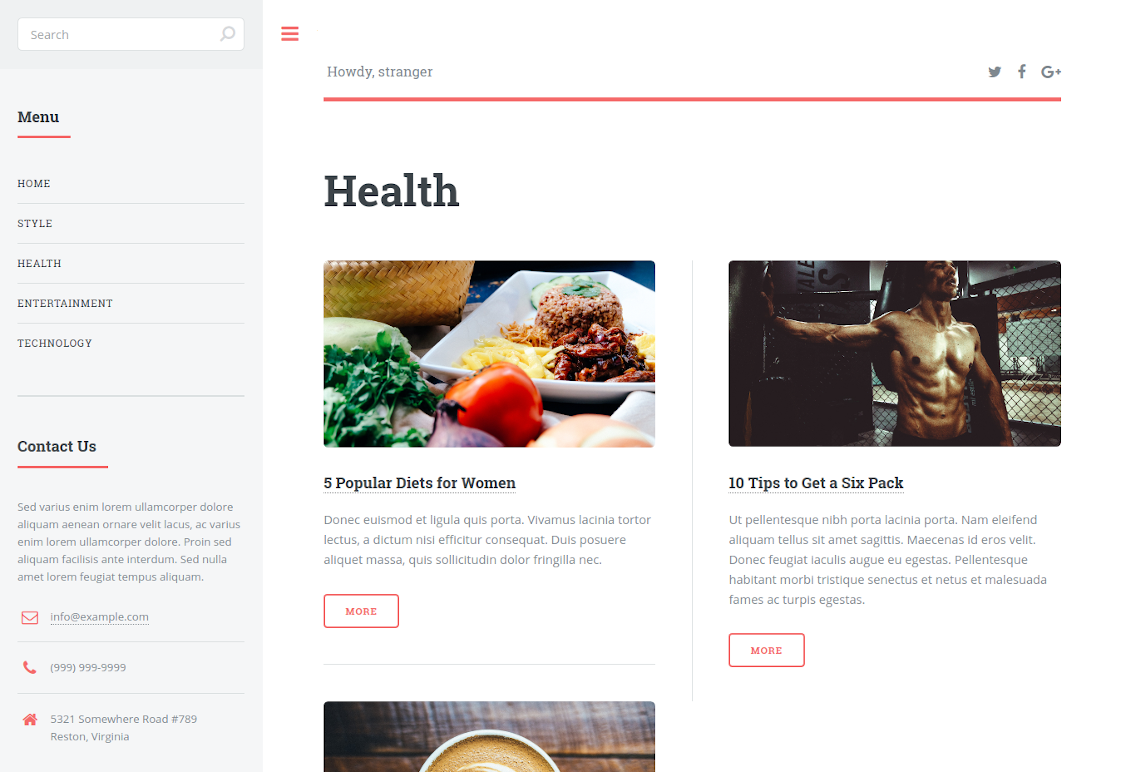 Search
Menu
HOME
STYLE
HEALTH
ENTERTAINMENT
TECHNOLOGY
Contact Us
Sed varius enim lorem ullamcorper dolore
aliquam aenean ornare velit lacus, ac varius
enim lorem ullamcorper dolore. Proin sed
aliquam facilisis ante interdum. Sed nulla
amet lorem feugiat tempus aliquam.
info@example.com
(999) 999-9999
5321 Somewhere Road #789
Reston, Virginia
Howdy, stranger
Health
5 Popular Diets for Women
Donec euismod et ligula quis porta. Vivamus lacinia tortor
lectus, a dictum nisi efficitur consequat. Duis posuere
aliquet massa, quis sollicitudin dolor fringilla nec.
MORE
10 Tips to Get a Six Pack
Ut pellentesque nibh porta lacinia porta. Nam eleifend
aliquam tellus sit amet sagittis. Maecenas id eros velit.
Donec feugiat iaculis augue eu egestas. Pellentesque
habitant morbi tristique senectus et netus et malesuada
fames ac turpis egestas.
MORE